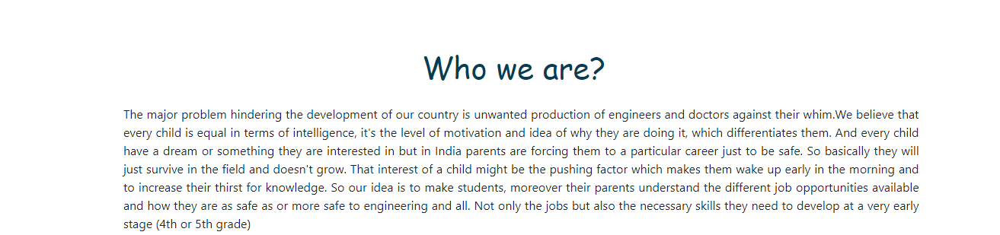 Who we are?
The major problem hindering the development of our country is unwanted production of engineers and doctors against their whim.We believe that
every child is equal in terms of intelligence, it's the level of motivation and idea of why they are doing it, which differentiates them. And every child
have a dream or something they are interested in but in India parents are forcing them to a particular career just to be safe. So basically they will
just survive in the field and doesn't grow. That interest of a child might be the pushing factor which makes them wake up early in the morning and
to increase their thirst for knowledge. So our idea is to make students, moreover their parents understand the different job opportunities available
and how they are as safe as or more safe to engineering and all. Not only the jobs but also the necessary skills they need to develop at a very early
stage (4th or 5th grade)